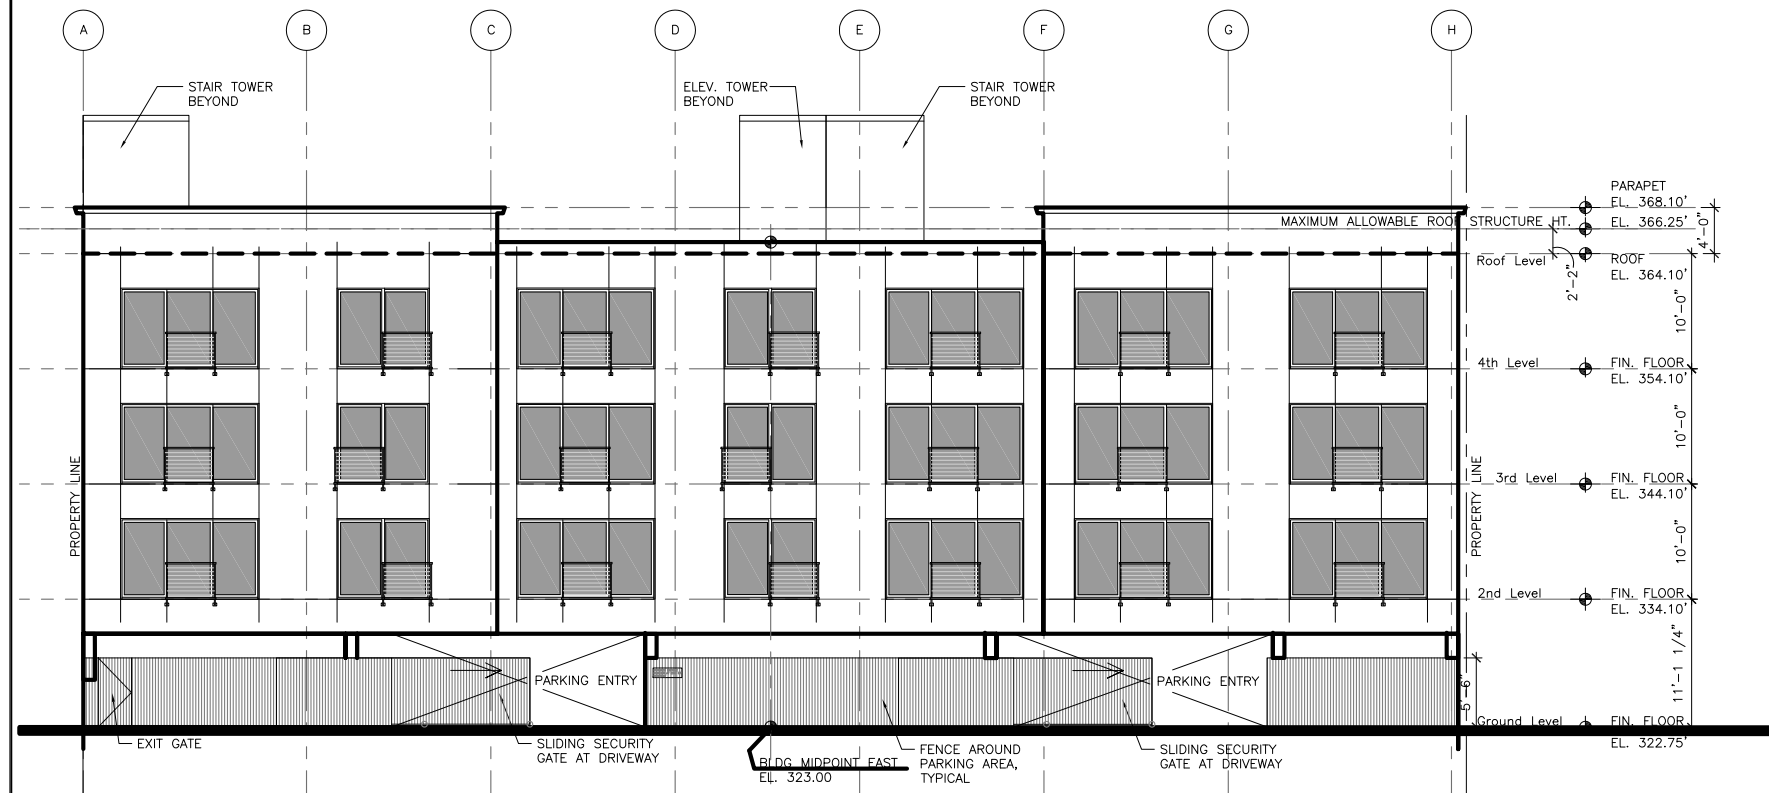 A B C D E F G H
STAIR TOWER
BEYOND
ELEV. TOWER
BEYOND
STAIR TOWER
BEYOND
PARAPET
EL. 368.10'
MAXIMUM ALLOWABLE ROOF STRUCTURE HT.
EL. 366.25'
4'-0"
Roof Level
ROOF
EL. 364.10'
2'-2"
10'-0"
4th Level
FIN. FLOOR
EL. 354.10'
10'-0"
PROPERTY LINE
PROPERTY LINE
3rd Level
FIN. FLOOR
EL. 344.10'
10'-0"
2nd Level
FIN. FLOOR
EL. 334.10'
11'-11 1/4"
PARKING ENTRY
PARKING ENTRY
5'-6"
Ground Level
FIN. FLOOR
EL. 322.75'
EXIT GATE
SLIDING SECURITY
GATE AT DRIVEWAY
BLDG MIDPOINT EAST
EL. 323.00
FENCE AROUND
PARKING AREA,
TYPICAL
SLIDING SECURITY
GATE AT DRIVEWAY